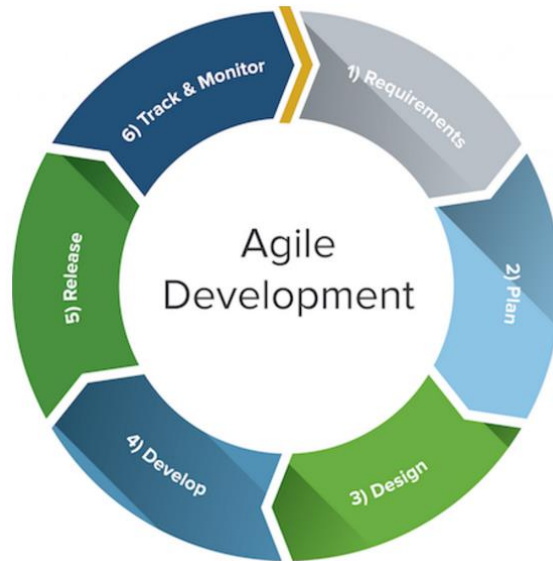 Agile
Development
1) Requirements
2) Plan
3) Design
4) Develop
5) Release
6) Track & Monitor